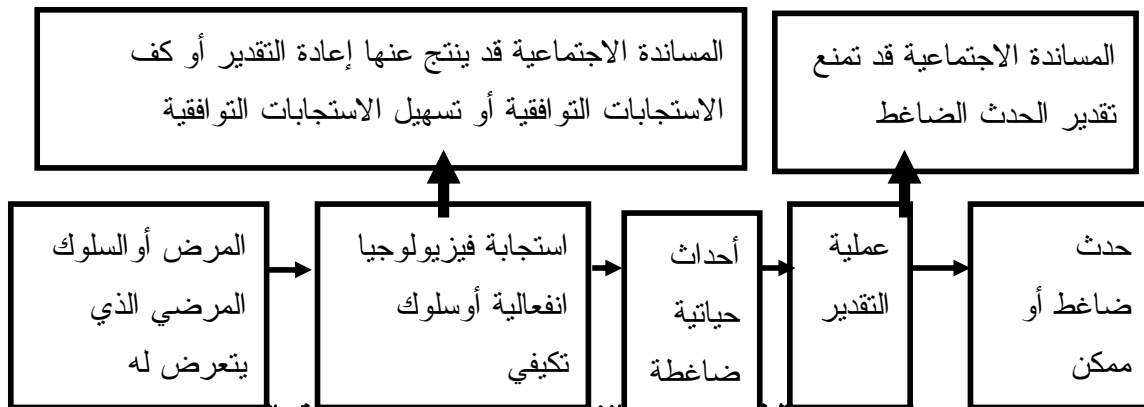 المساندة الاجتماعية قد تمنع
تقدير الحدث الضاغط
المساندة الاجتماعية قد ينتج عنها إعادة التقدير أو كف
الاستجابات التوافقية أو تسهيل الاستجابات التوافقية
حدث
ضاغط أو
ممكن
عملية
التقدير
أحداث
حياتية
ضاغطة
استجابة فيزيولوجيا
انفعالية أوسلوك
تكيفي
المرض أوالسلوك
المرضي الذي
يتعرض له